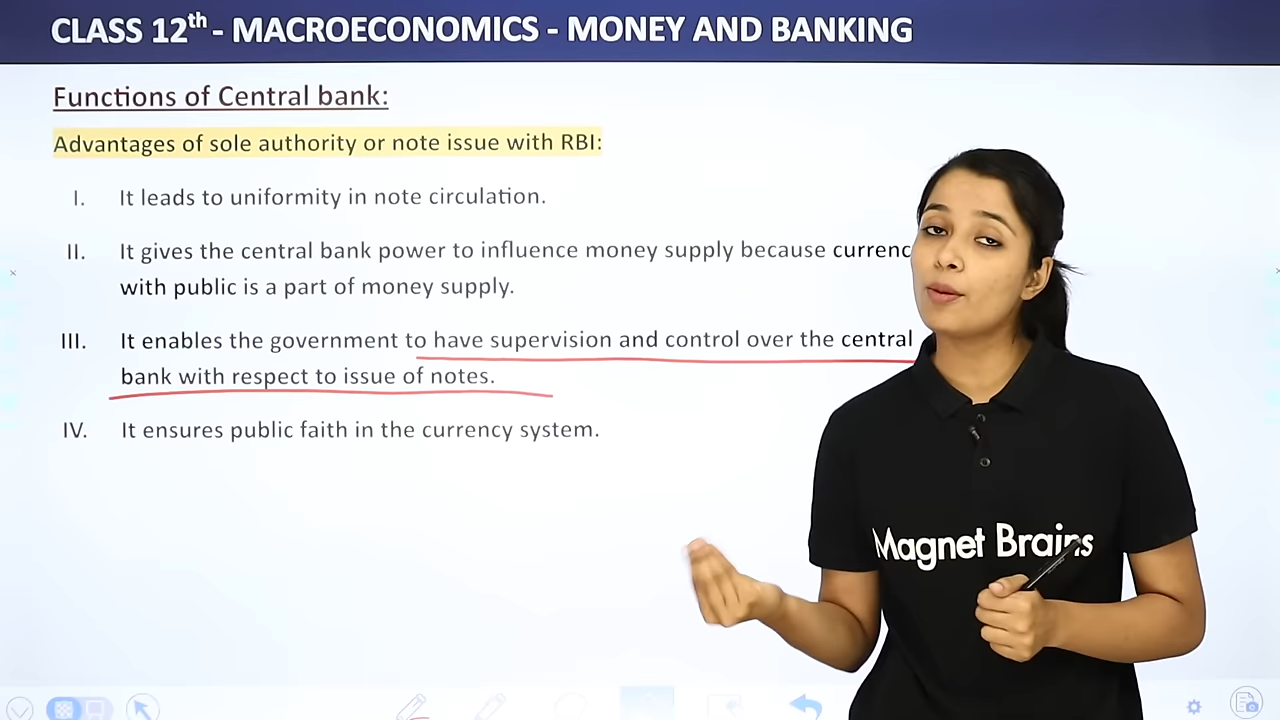 CLASS 12th - MACROECONOMICS - MONEY AND BANKING
Functions of Central bank:
Advantages of sole authority or note issue with RBI:
I. It leads to uniformity in note circulation.
II. It gives the central bank power to influence money supply because currenc
with public is a part of money supply.
III. It enables the government to have supervision and control over the central
bank with respect to issue of notes.
IV. It ensures public faith in the currency system.
Magnet Brains